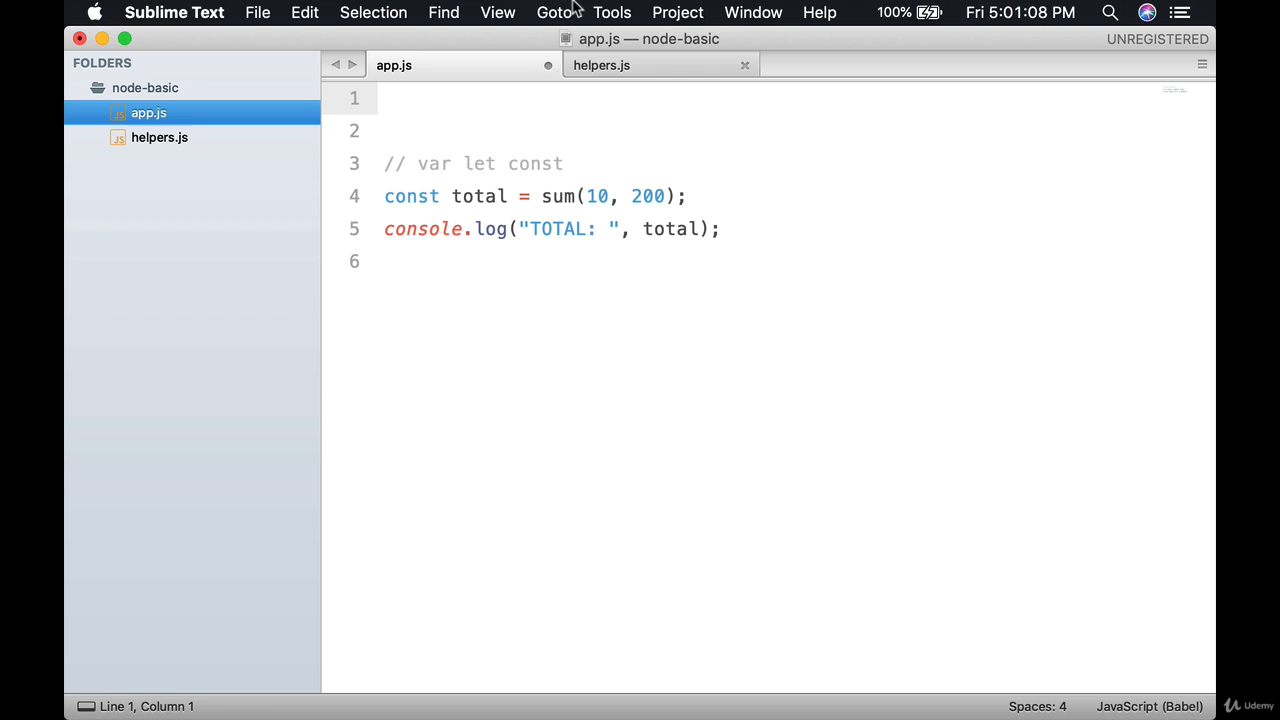 Sublime Text File Edit Selection Find View Goto Tools Project Window Help 100% Fri 5:01:08 PM
app.js — node-basic UNREGISTERED
FOLDERS
node-basic
JS app.js
JS helpers.js
app.js helpers.js
1
2
3 // var let const
4 const total = sum(10, 200);
5 console.log("TOTAL: ", total);
6
Line 1, Column 1 Spaces: 4 JavaScript (Babel)
Udemy